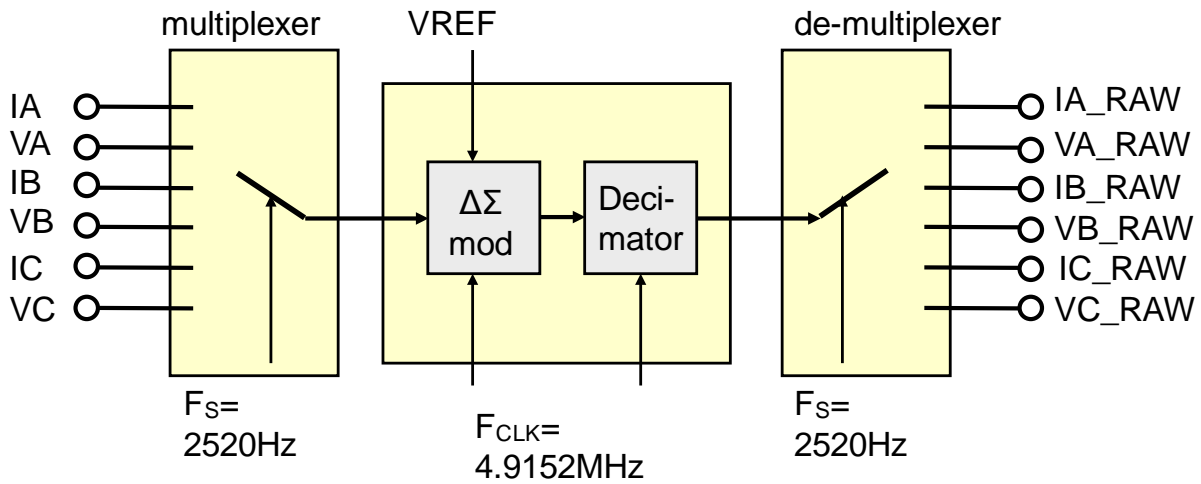 multiplexer
VREF
de-multiplexer
IA
VA
IB
VB
IC
VC
ΔΣ
mod
Deci-
mator
IA_RAW
VA_RAW
IB_RAW
VB_RAW
IC_RAW
VC_RAW
FS=
2520Hz
FCLK=
4.9152MHz
FS=
2520Hz